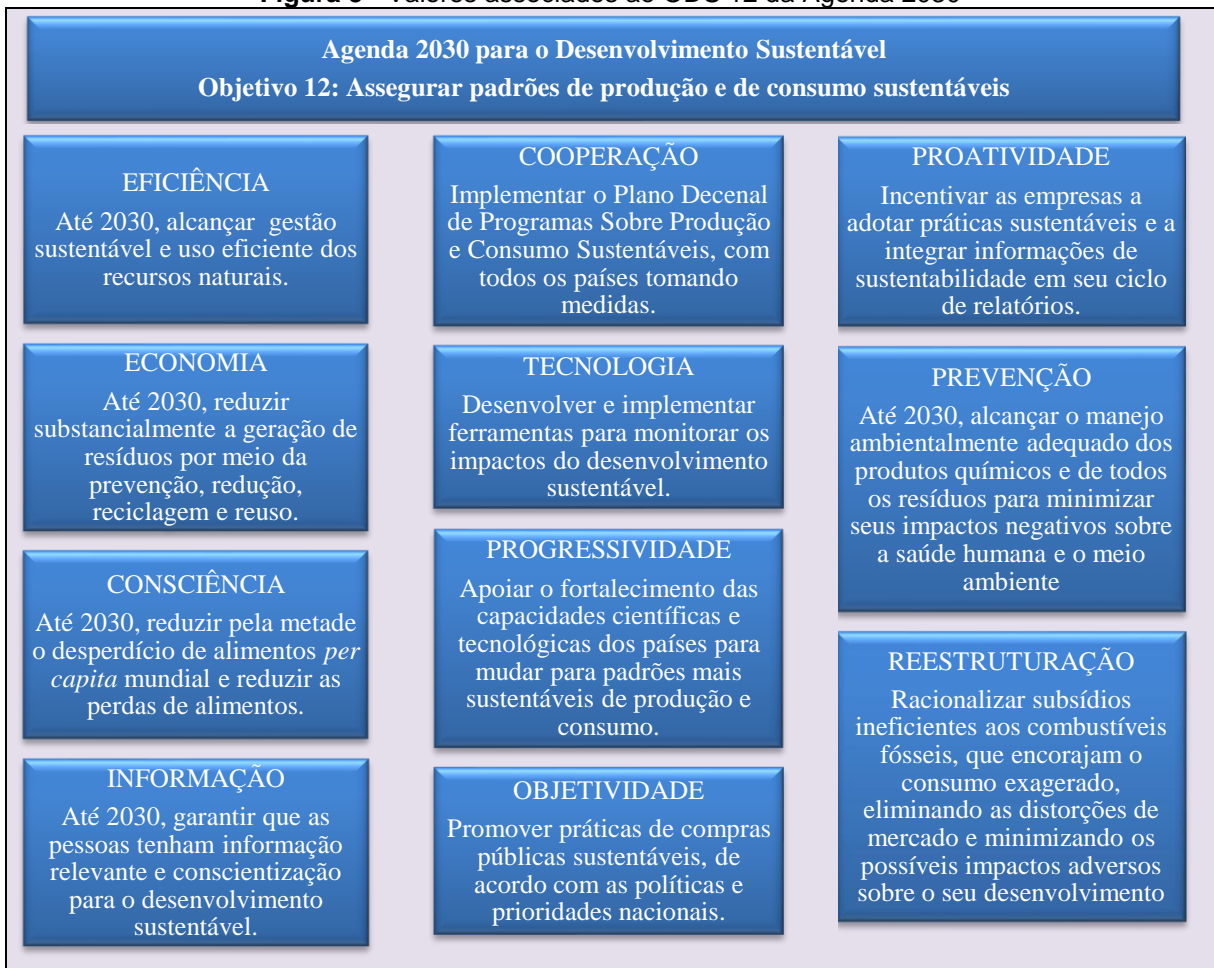 Agenda 2030 para o Desenvolvimento Sustentável
Objetivo 12: Assegurar padrões de produção e de consumo sustentáveis
EFICIÊNCIA
Até 2030, alcançar gestão
sustentável e uso eficiente dos
recursos naturais.
ECONOMIA
Até 2030, reduzir
substancialmente a geração de
resíduos por meio da
prevenção, redução,
reciclagem e reuso.
CONSCIÊNCIA
Até 2030, reduzir pela metade
o desperdício de alimentos per
capita mundial e reduzir as
perdas de alimentos.
INFORMAÇÃO
Até 2030, garantir que as
pessoas tenham informação
relevante e conscientização
para o desenvolvimento
sustentável.
COOPERAÇÃO
Implementar o Plano Decenal
de Programas Sobre Produção
e Consumo Sustentáveis, com
todos os países tomando
medidas.
TECNOLOGIA
Desenvolver e implementar
ferramentas para monitorar os
impactos do desenvolvimento
sustentável.
PROGRESSIVIDADE
Apoiar o fortalecimento das
capacidades científicas e
tecnológicas dos países para
mudar para padrões mais
sustentáveis de produção e
consumo.
OBJETIVIDADE
Promover práticas de compras
públicas sustentáveis, de
acordo com as políticas e
prioridades nacionais.
PROATIVIDADE
Incentivar as empresas a
adotar práticas sustentáveis e a
integrar informações de
sustentabilidade em seu ciclo
de relatórios.
PREVENÇÃO
Até 2030, alcançar o manejo
ambientalmente adequado dos
produtos químicos e de todos
os resíduos para minimizar
seus impactos negativos sobre
a saúde humana e o meio
ambiente
REESTRUTURAÇÃO
Racionalizar subsídios
ineficientes aos combustíveis
fósseis, que encorajam o
consumo exagerado,
eliminando as distorções de
mercado e minimizando os
possíveis impactos adversos
sobre o seu desenvolvimento